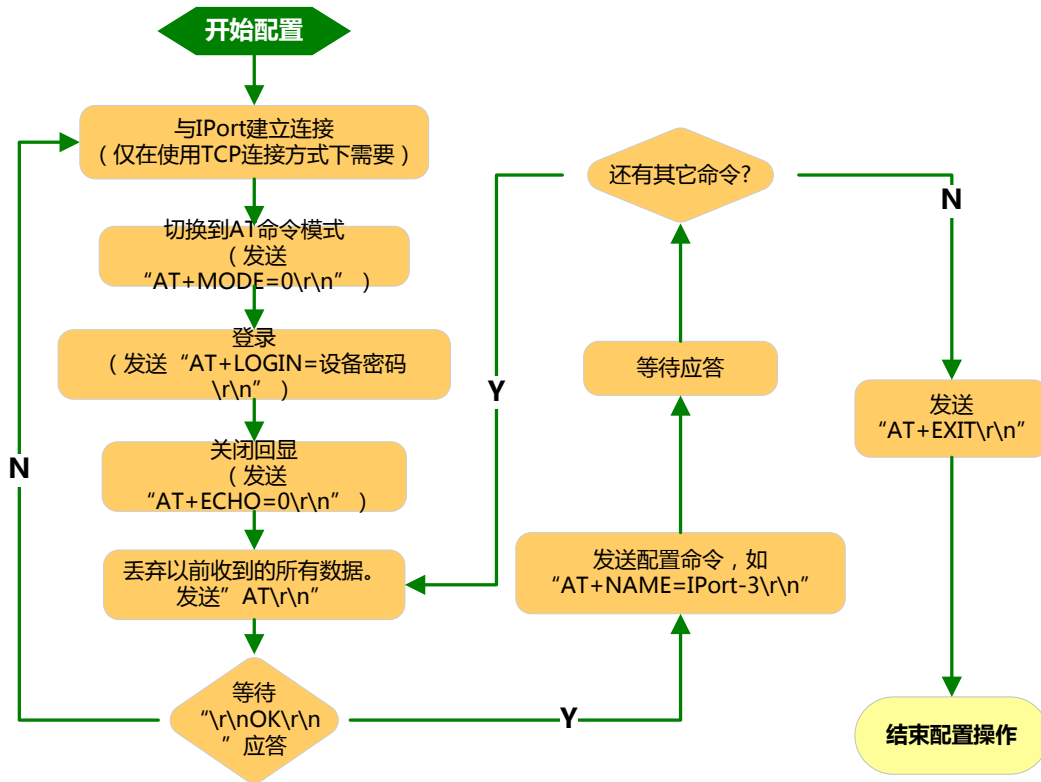 开始配置
与IPort建立连接
（仅在使用TCP连接方式下需要）
切换到AT命令模式
（发送
“AT+MODE=0\r\n” ）
登录
（发送“AT+LOGIN=设备密码
\r\n” ）
关闭回显
（发送
“AT+ECHO=0\r\n” ）
丢弃以前收到的所有数据。
发送” AT\r\n”
等待
“\r\nOK\r\n
”应答
N
Y
发送配置命令，如
“AT+NAME=IPort-3\r\n”
等待应答
还有其它命令?
Y
N
发送
“AT+EXIT\r\n”
结束配置操作